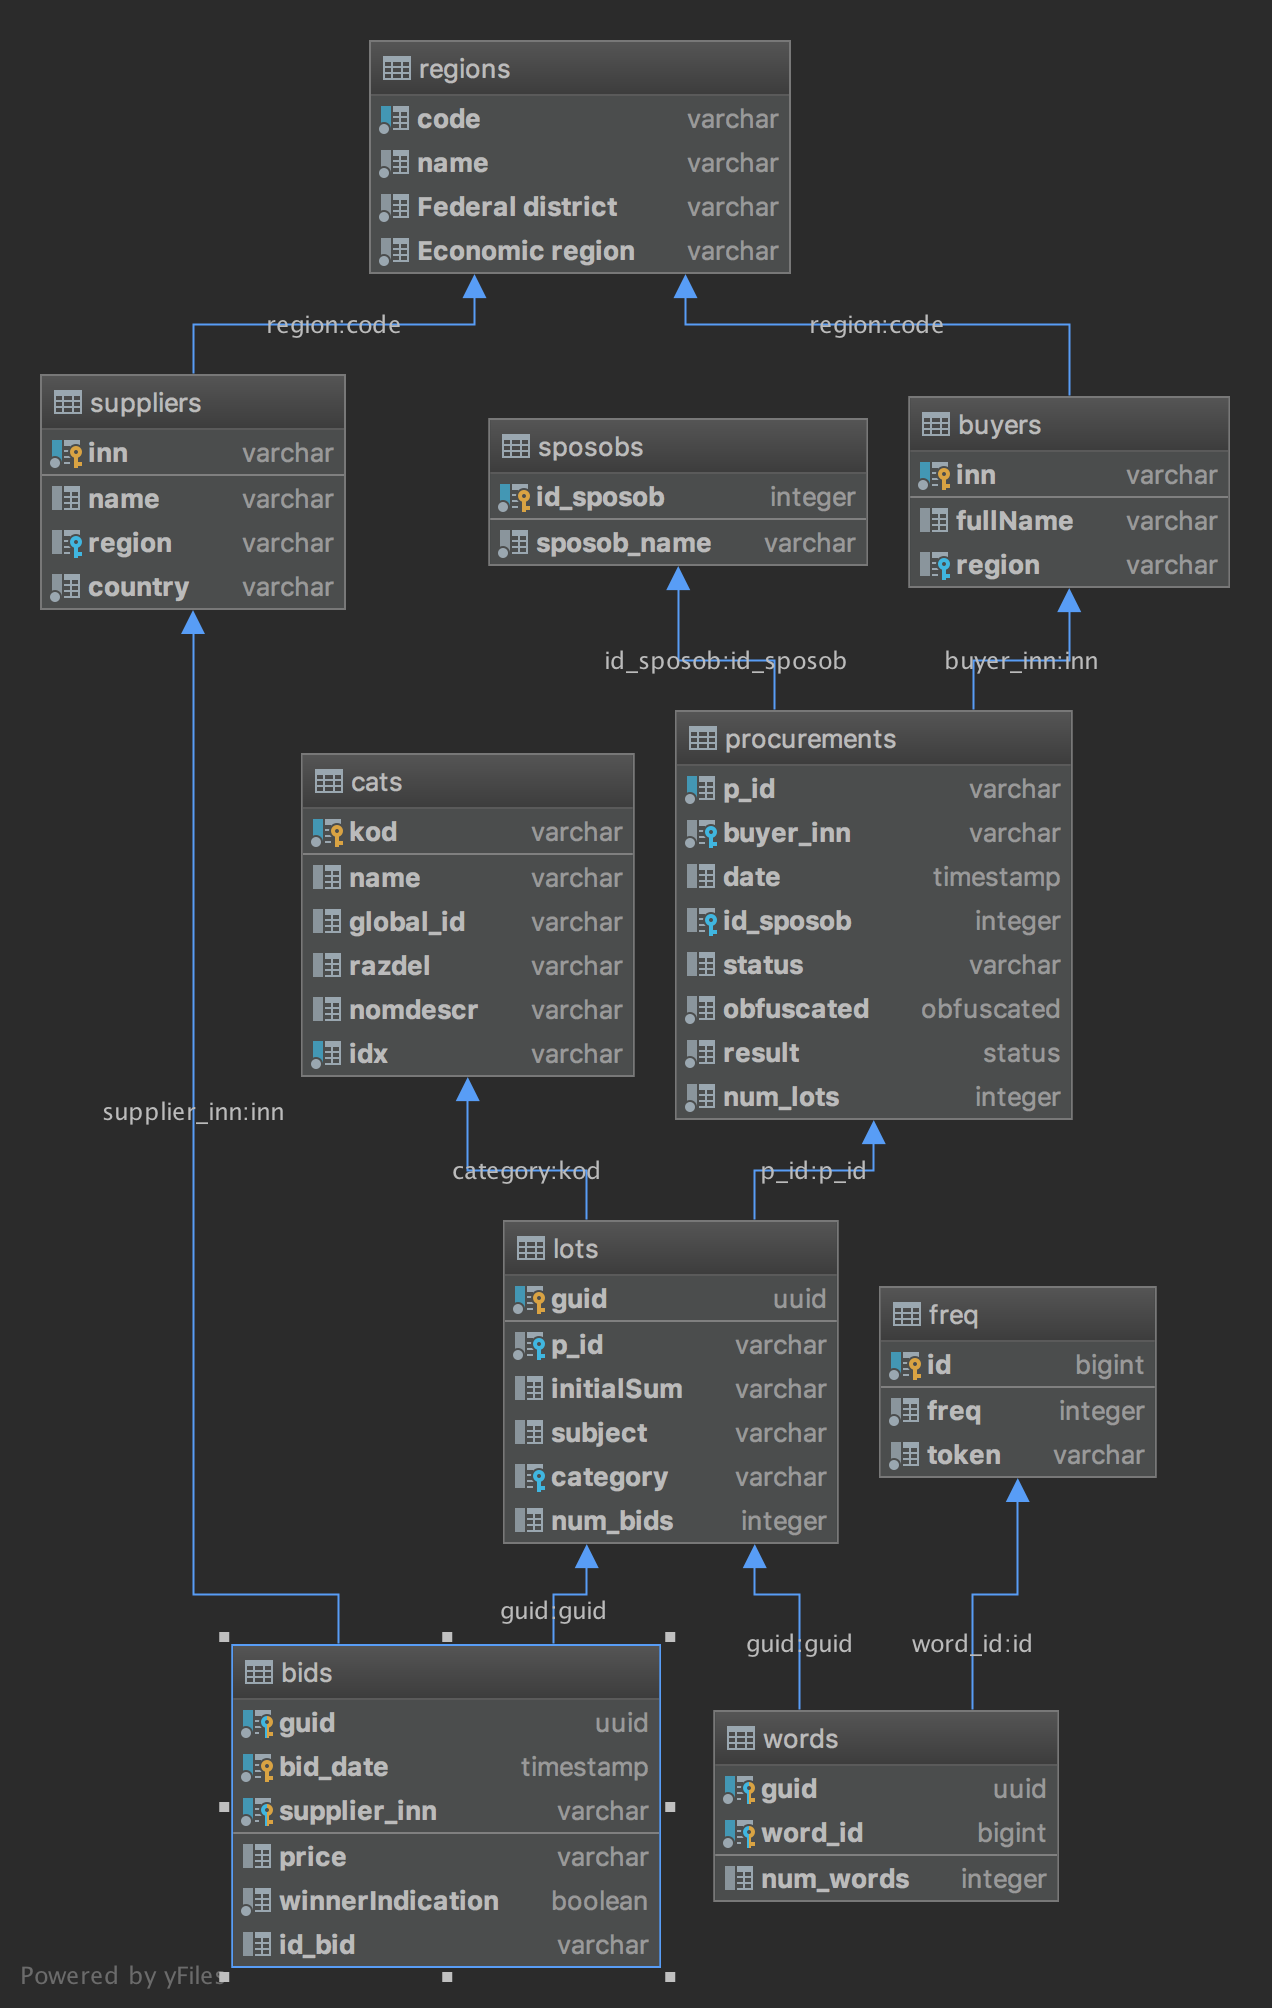 regions
code varchar
name varchar
Federal district varchar
Economic region varchar
region:code
region:code
suppliers
inn varchar
name varchar
region varchar
country varchar
sposobs
id_sposob integer
sposob_name varchar
buyers
inn varchar
fullName varchar
region varchar
id_sposob:id_sposob
buyer_inn:inn
procurements
p_id varchar
buyer_inn varchar
date timestamp
id_sposob integer
status varchar
obfuscated obfuscated
result status
num_lots integer
cats
kod varchar
name varchar
global_id varchar
razdel varchar
nomdescr varchar
idx varchar
supplier_inn:inn
category:kod
p_id:p_id
lots
guid uuid
p_id varchar
initialSum varchar
subject varchar
category varchar
num_bids integer
freq
id bigint
freq integer
token varchar
guid:guid
guid:guid
word_id:id
bids
guid uuid
bid_date timestamp
supplier_inn varchar
price varchar
winnerIndication boolean
id_bid varchar
words
guid uuid
word_id bigint
num_words integer
Powered by yFiles